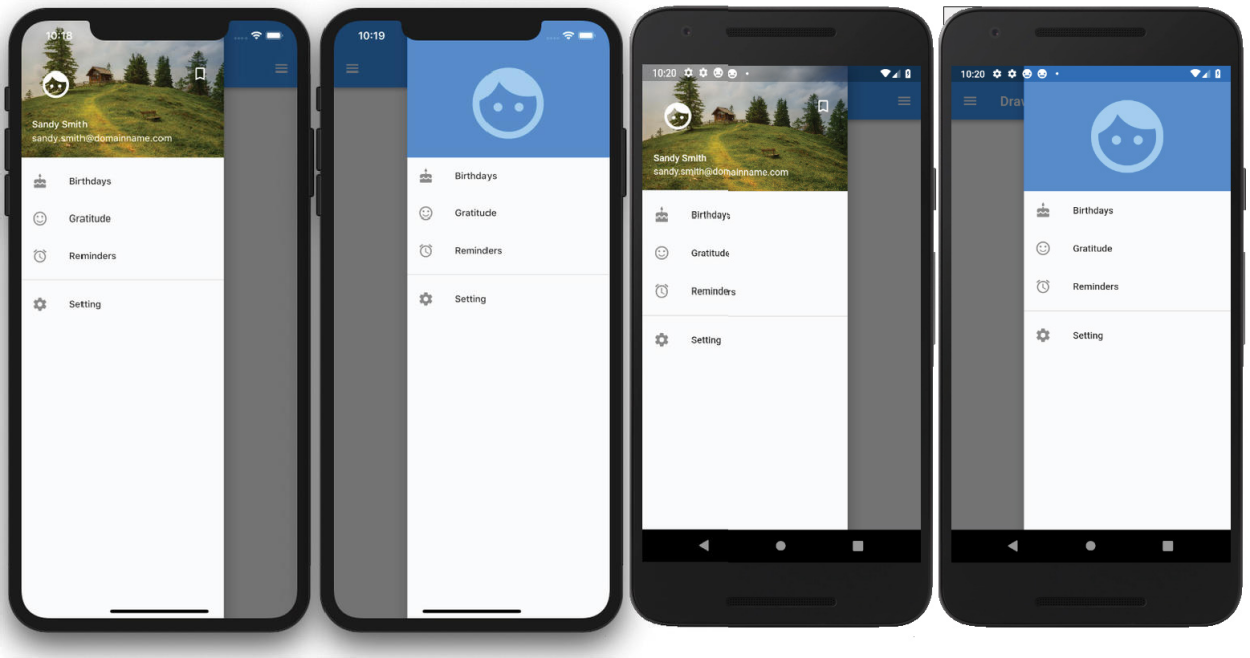 10:18
Sandy Smith
sandy.smith@domainname.com
Birthdays
Gratitude
Reminders
Setting
10:19
Birthdays
Gratitude
Reminders
Setting
10:20
Sandy Smith
sandy.smith@domainname.com
Birthdays
Gratitude
Reminders
Setting
10:20
Draw
Birthdays
Gratitude
Reminders
Setting